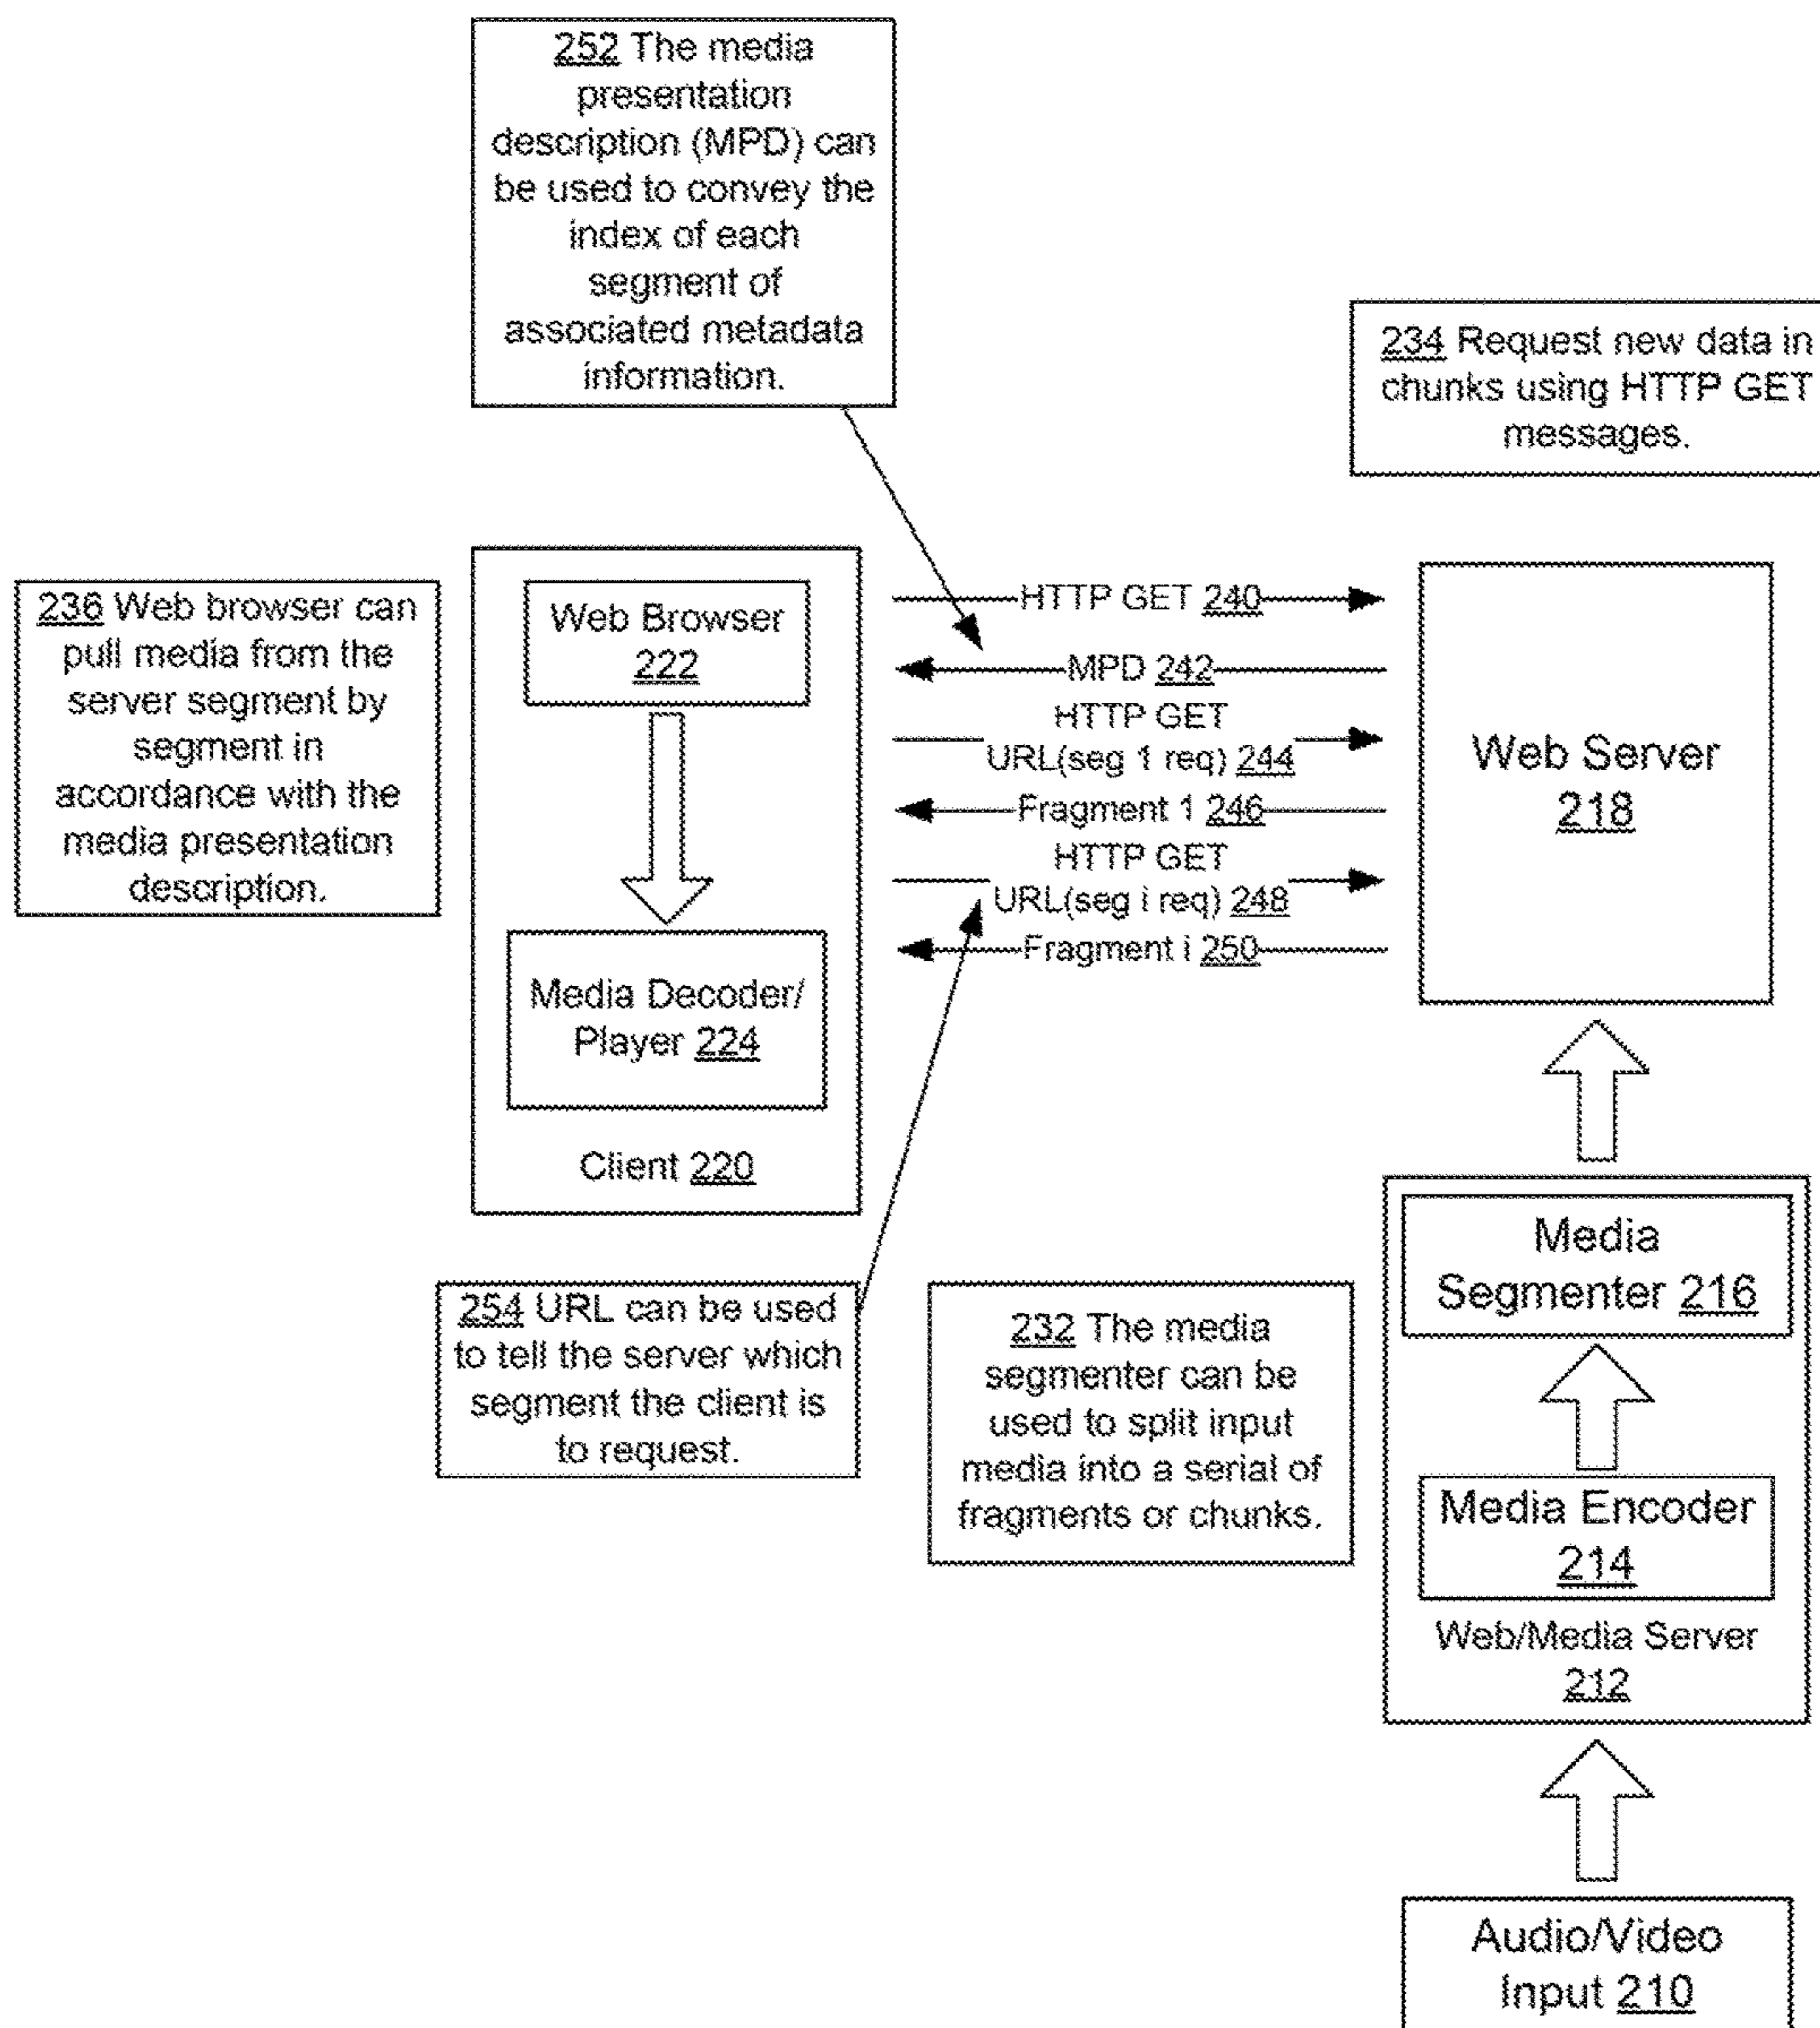 252 The media
presentation
description (MPD) can
be used to convey the
index of each
segment of
associated metadata
information.
234 Request new data in
chunks using HTTP GET
messages.
236 Web browser can
pull media from the
server segment by
segment in
accordance with the
media presentation
description.
Web Browser
222
Media Decoder/
Player 224
Client 220
HTTP GET 240
MPD 242
HTTP GET
URL(seg 1 req) 244
Fragment 1 246
HTTP GET
URL(seg i req) 248
Fragment i 250
Web Server
218
254 URL can be used
to tell the server which
segment the client is
to request.
232 The media
segmenter can be
used to split input
media into a serial of
fragments or chunks.
Media
Segmenter 216
Media Encoder
214
Web/Media Server
212
Audio/Video
Input 210